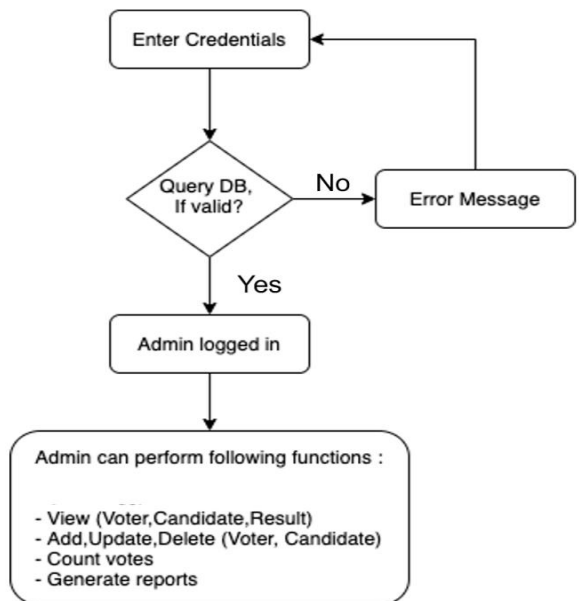 Enter Credentials
Query DB,
If valid?
No
Error Message
Yes
Admin logged in
Admin can perform following functions :
- View (Voter,Candidate,Result)
- Add,Update,Delete (Voter, Candidate)
- Count votes
- Generate reports